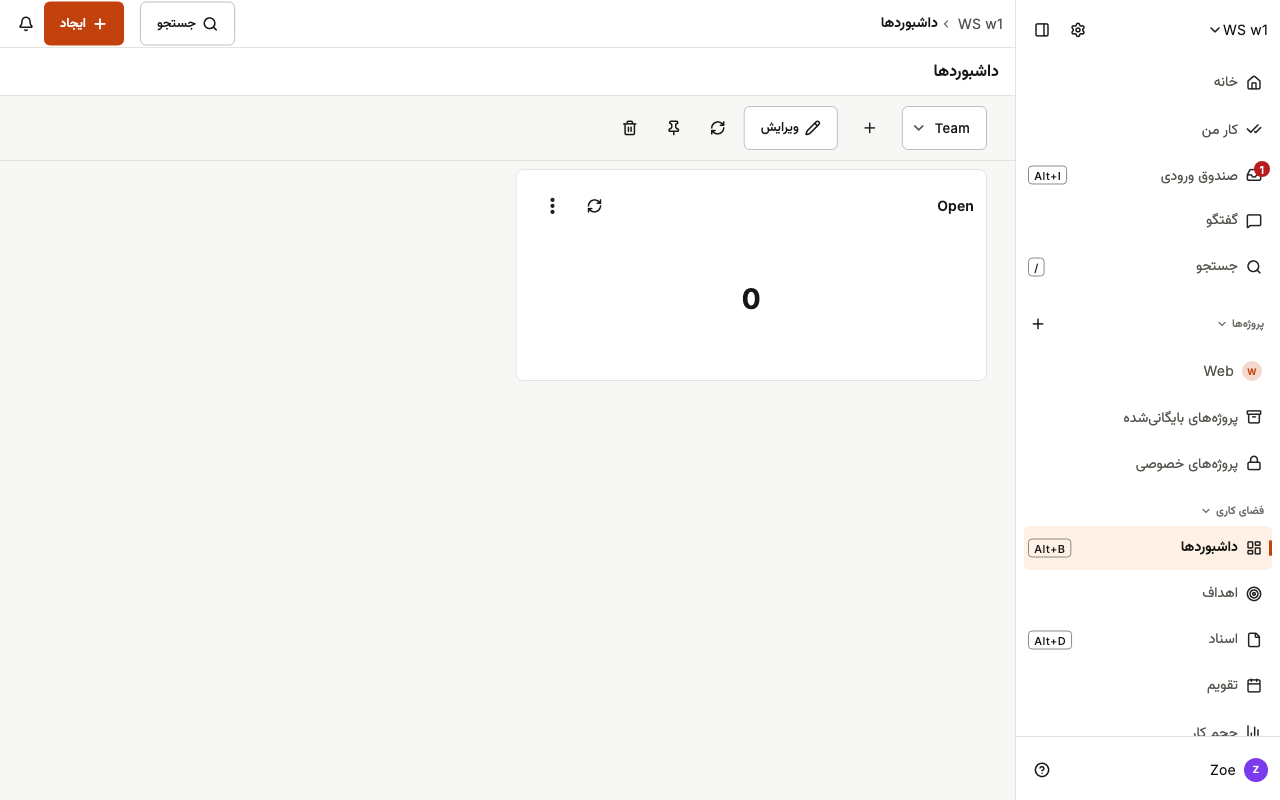 WS w1
خانه
کار من
صندوق ورودی
1
Alt+I
گفتگو
جستجو
/
پروژه‌ها
W
Web
پروژه‌های بایگانی‌شده
پروژه‌های خصوصی
فضای کاری
داشبوردها
Alt+B
اهداف
اسناد
Alt+D
تقویم
حجم کار
Z
Zoe
WS w1 › داشبوردها
جستجو
ایجاد
داشبوردها
Team
ویرایش
Open
0